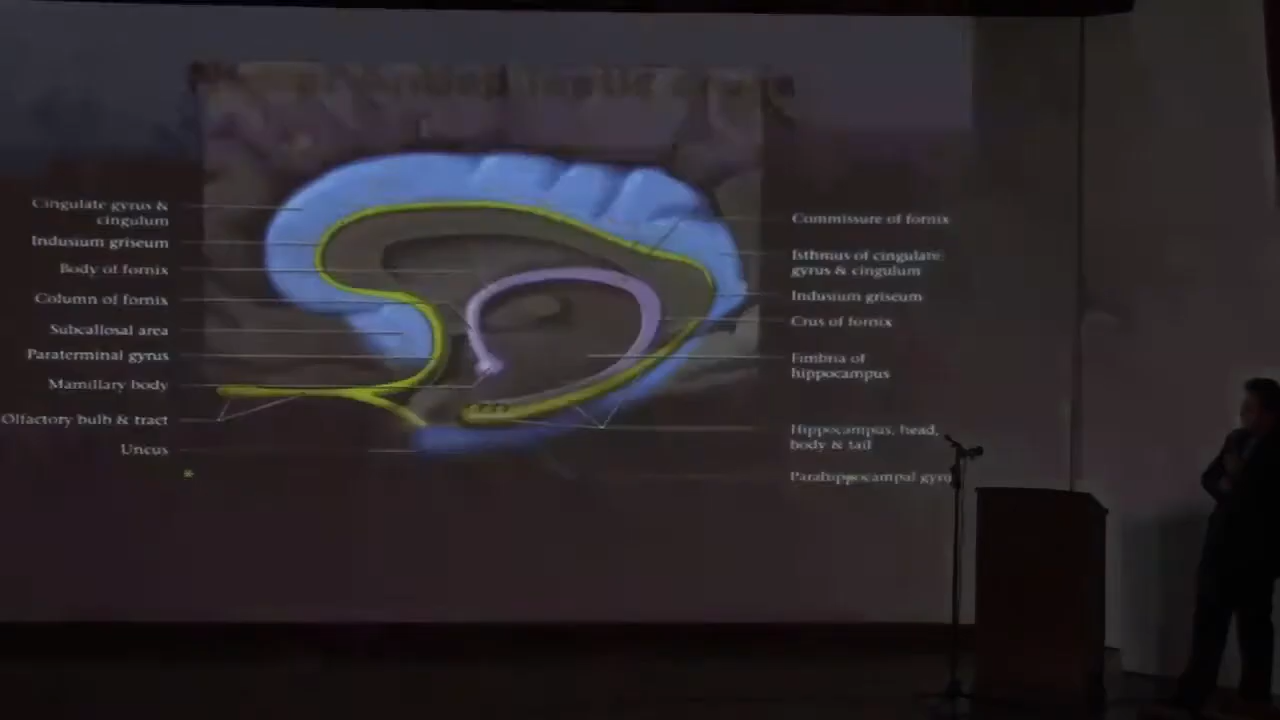 Cingulate gyrus &
cingulum
Indusium griseum
Body of fornix
Column of fornix
Subcallosal area
Paraterminal gyrus
Mamillary body
Olfactory bulb & tract
Uncus
Commissure of fornix
Isthmus of cingulate
gyrus & cingulum
Indusium griseum
Crus of fornix
Fimbria of
hippocampus
Hippocampus, head,
body & tail
Parahippocampal gyru